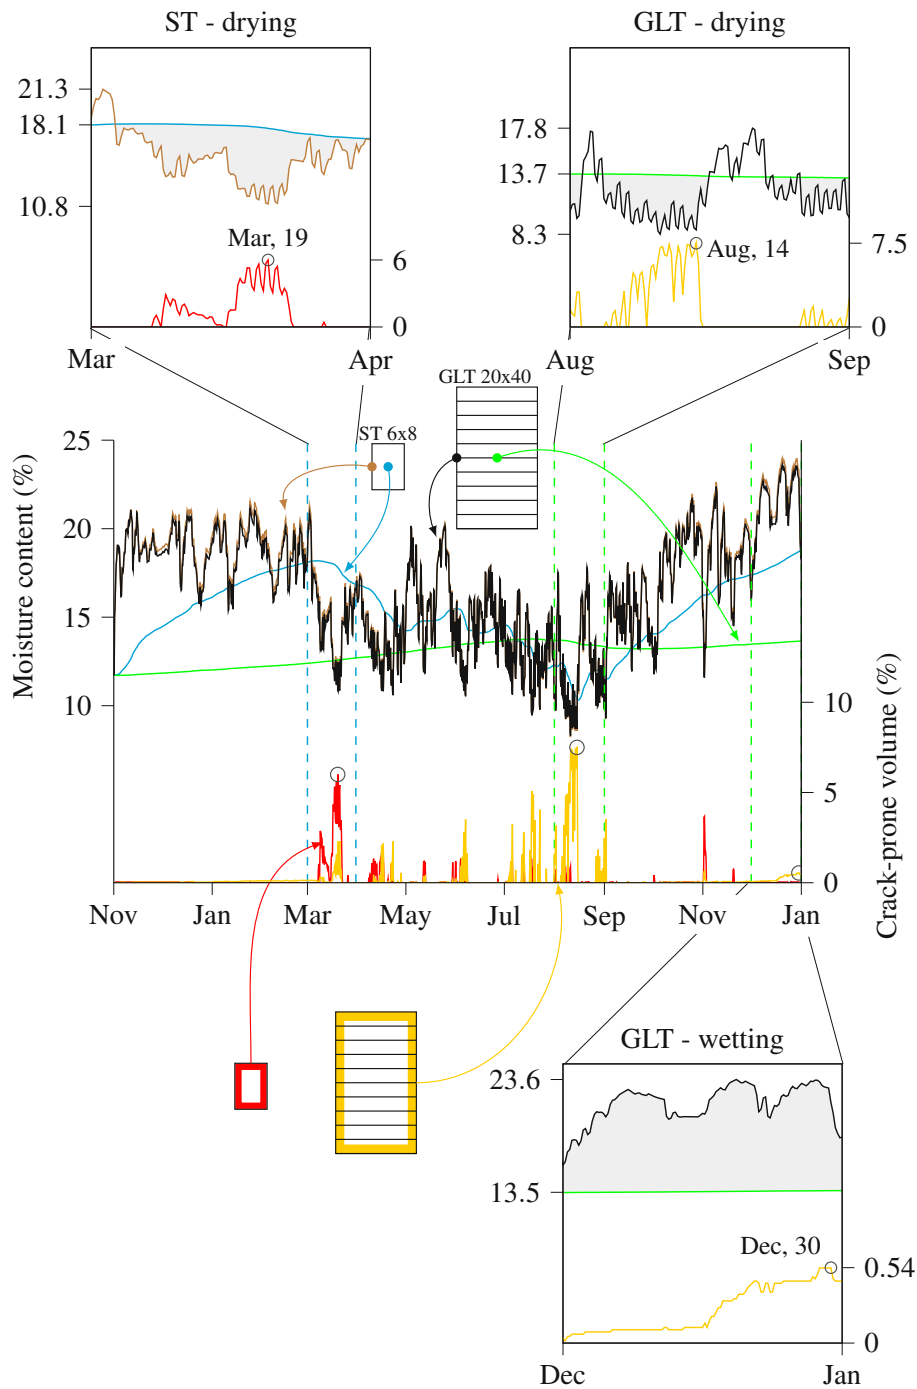 ST - drying
GLT - drying
21.3
18.1
10.8
Mar, 19
6
0
Mar
Apr
17.8
13.7
8.3
Aug, 14
7.5
0
Aug
Sep
GLT 20x40
ST 6x8
Moisture content (%)
25
20
15
10
Crack-prone volume (%)
10
5
0
Nov
Jan
Mar
May
Jul
Sep
Nov
Jan
GLT - wetting
23.6
13.5
Dec, 30
0.54
0
Dec
Jan